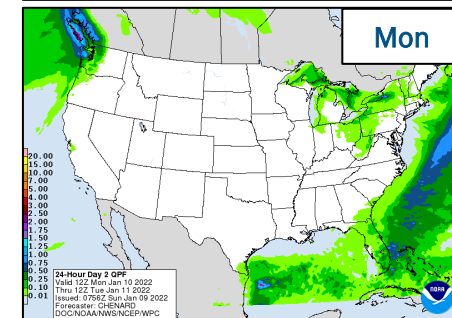 Mon
20.00
15.00
10.00
7.00
5.00
4.00
3.00
2.50
2.00
1.75
1.50
1.25
1.00
0.75
0.50
0.25
0.10
0.01
24-Hour Day 2 QPF
Valid 12Z Mon Jan 10 2022
Thru 12Z Tue Jan 11 2022
Issued: 0756Z Sun Jan 09 2022
Forecaster: CHENARD
DOC/NOAA/NWS/NCEP/WPC
NOAA